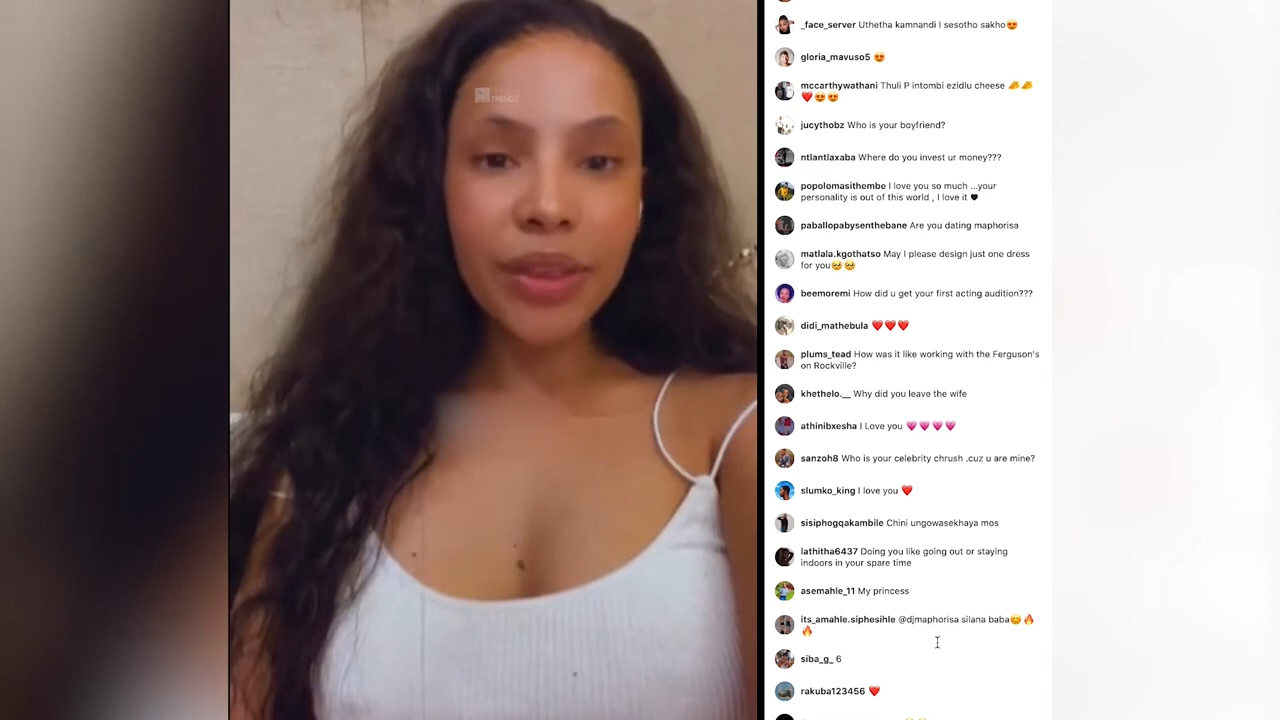 TRENDZ
_face_server Uthetha kamnandi I sesotho sakho😍
gloria_mavuso5 😍
mccarthywathani Thuli P intombi ezidlu cheese 🧀🧀
❤️😍😍
jucythobz Who is your boyfriend?
ntlantlaxaba Where do you invest ur money???
popolomasithembe I love you so much ...your
personality is out of this world , I love it 🖤
paballopabysenthebane Are you dating maphorisa
matlala.kgothatso May I please design just one dress
for you🥺🥺
beemoremi How did u get your first acting audition???
didi_mathebula ❤️❤️❤️
plums_tead How was it like working with the Ferguson's
on Rockville?
khethelo.__ Why did you leave the wife
athinibxesha I Love you 💗💗💗💗
sanzoh8 Who is your celebrity chrush .cuz u are mine?
slumko_king I love you ❤️
sisiphogqakambile Chini ungowasekhaya mos
lathitha6437 Doing you like going out or staying
indoors in your spare time
asemahle_11 My princess
its_amahle.siphesihle @djmaphorisa silana baba😊🔥
🔥
siba_g_ 6
rakuba123456 ❤️